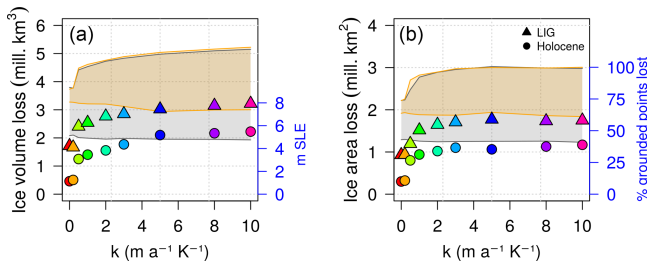 (a)
Ice volume loss (mill. km³)
6
5
4
3
2
1
0
8
6
4
2
0
m SLE
0 2 4 6 8 10
k (m a⁻¹ K⁻¹)
(b)
LIG
Holocene
Ice area loss (mill. km²)
4
3
2
1
0
100
75
50
25
0
% grounded points lost
0 2 4 6 8 10
k (m a⁻¹ K⁻¹)